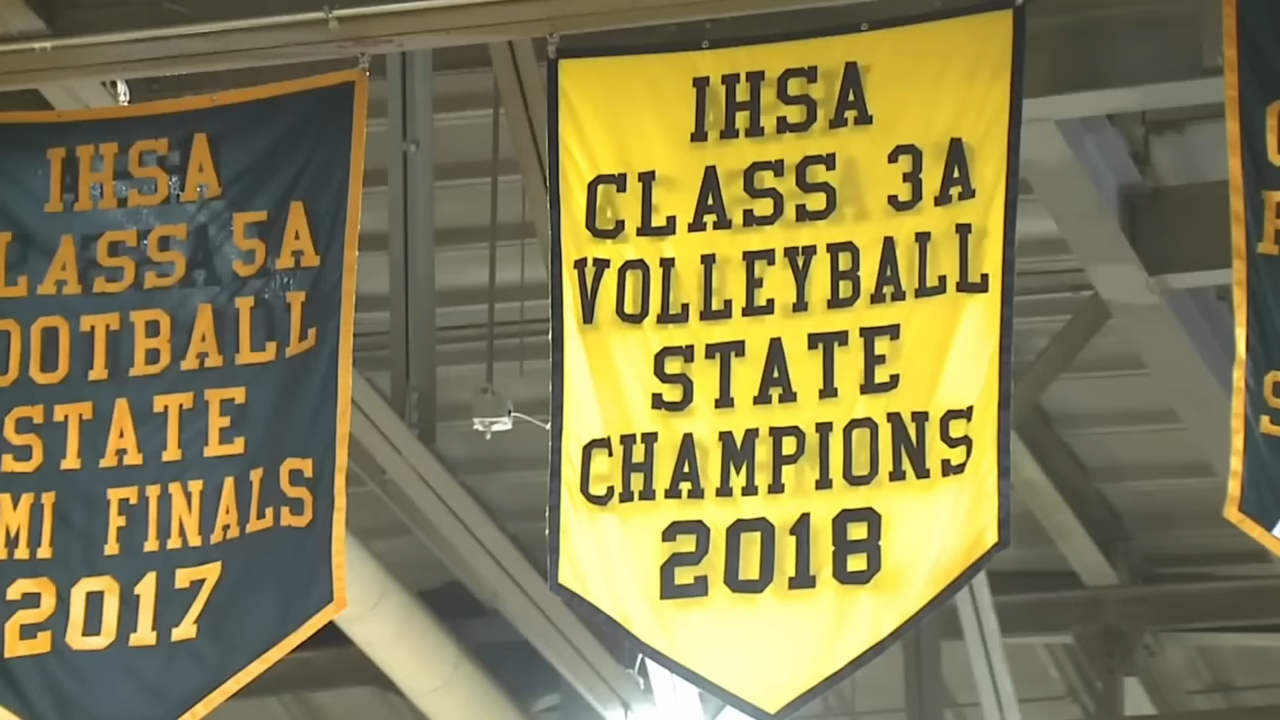 IHSA
LASS 5A
OOTBALL
STATE
MI FINALS
2017
IHSA
CLASS 3A
VOLLEYBALL
STATE
CHAMPIONS
2018